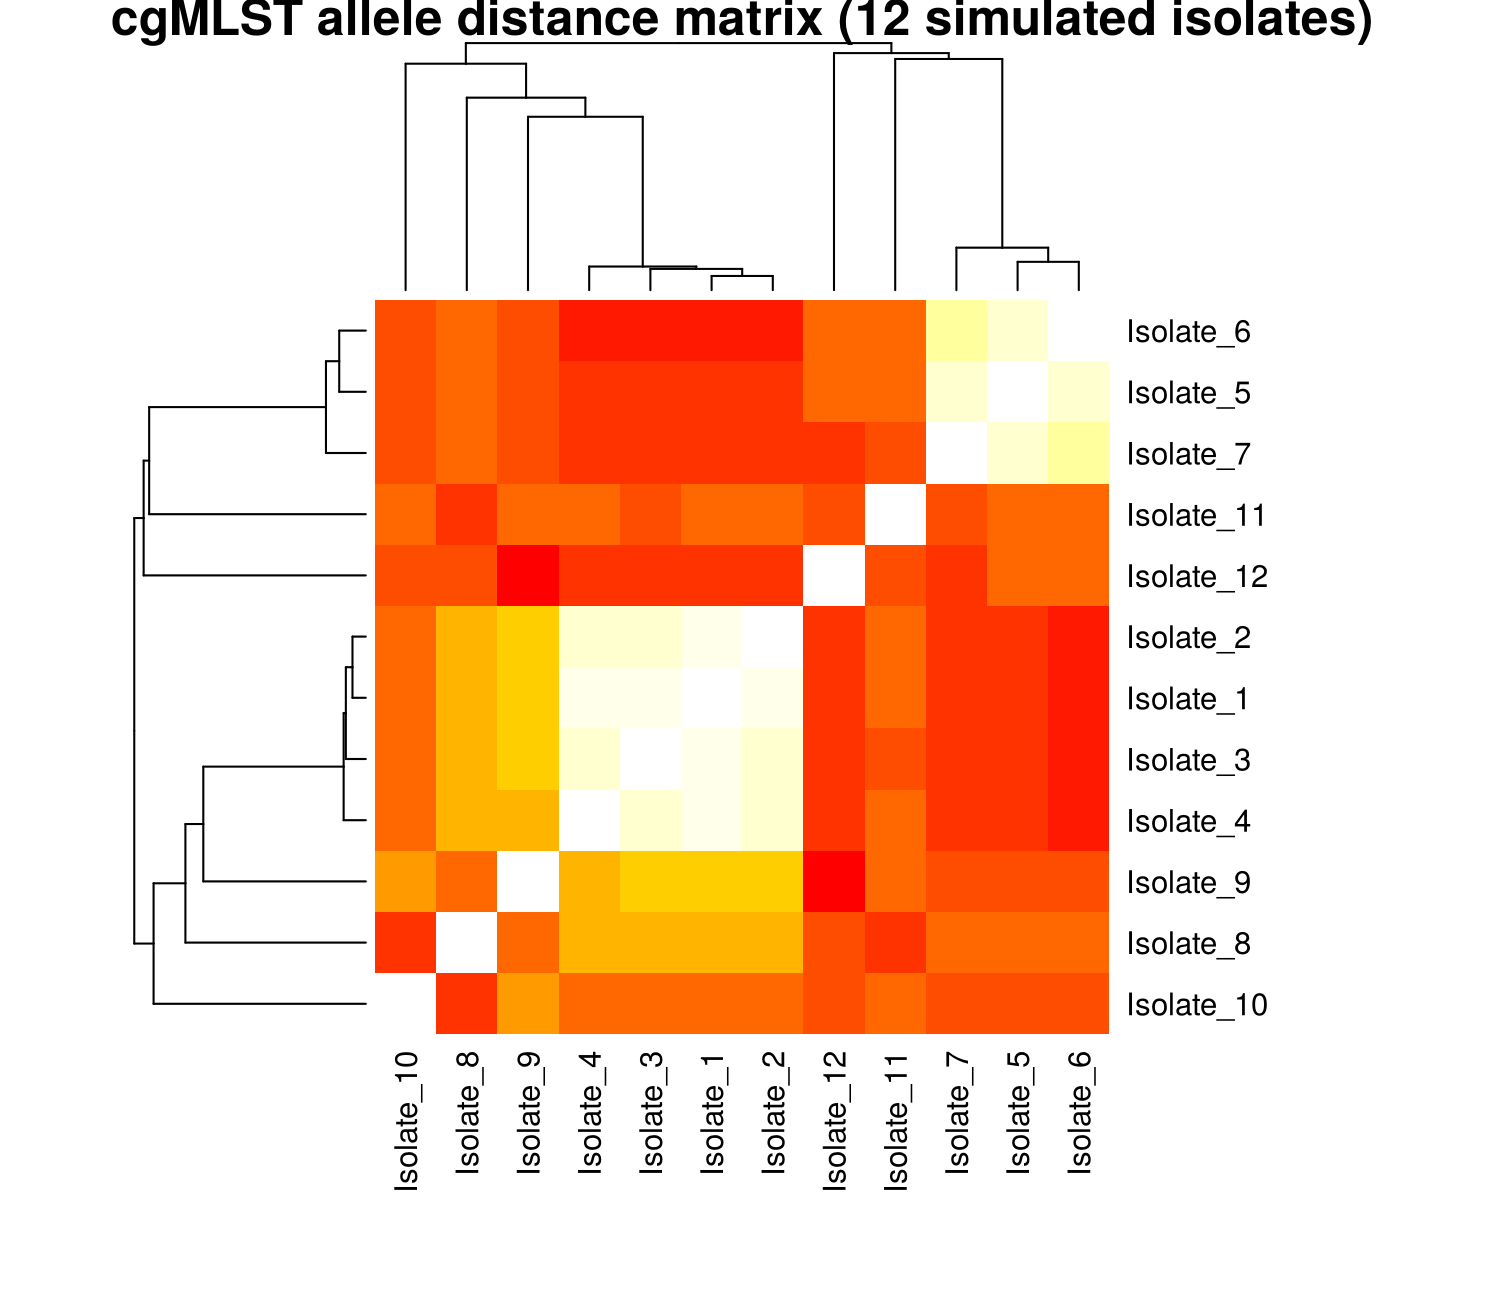 cgMLST allele distance matrix (12 simulated isolates)
Isolate_6
Isolate_5
Isolate_7
Isolate_11
Isolate_12
Isolate_2
Isolate_1
Isolate_3
Isolate_4
Isolate_9
Isolate_8
Isolate_10
Isolate_10
Isolate_8
Isolate_9
Isolate_4
Isolate_3
Isolate_1
Isolate_2
Isolate_12
Isolate_11
Isolate_7
Isolate_5
Isolate_6